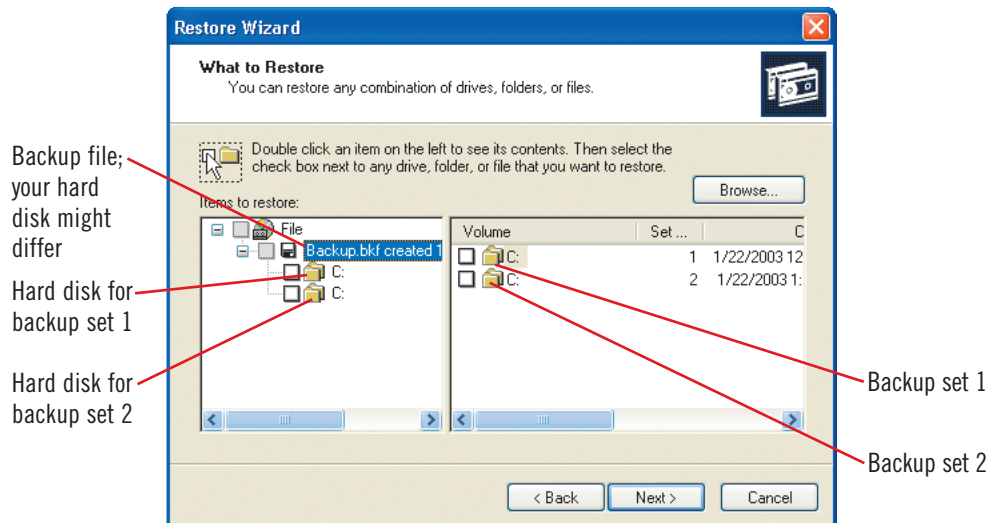 Restore Wizard
What to Restore
You can restore any combination of drives, folders, or files.
Double click an item on the left to see its contents. Then select the
check box next to any drive, folder, or file that you want to restore.
Browse...
Items to restore:
File
Backup.bkf created 1
C:
C:
Volume Set ... C
C: 1 1/22/2003 12
C: 2 1/22/2003 1:
< Back Next > Cancel
Backup file;
your hard
disk might
differ
Hard disk for
backup set 1
Hard disk for
backup set 2
Backup set 1
Backup set 2